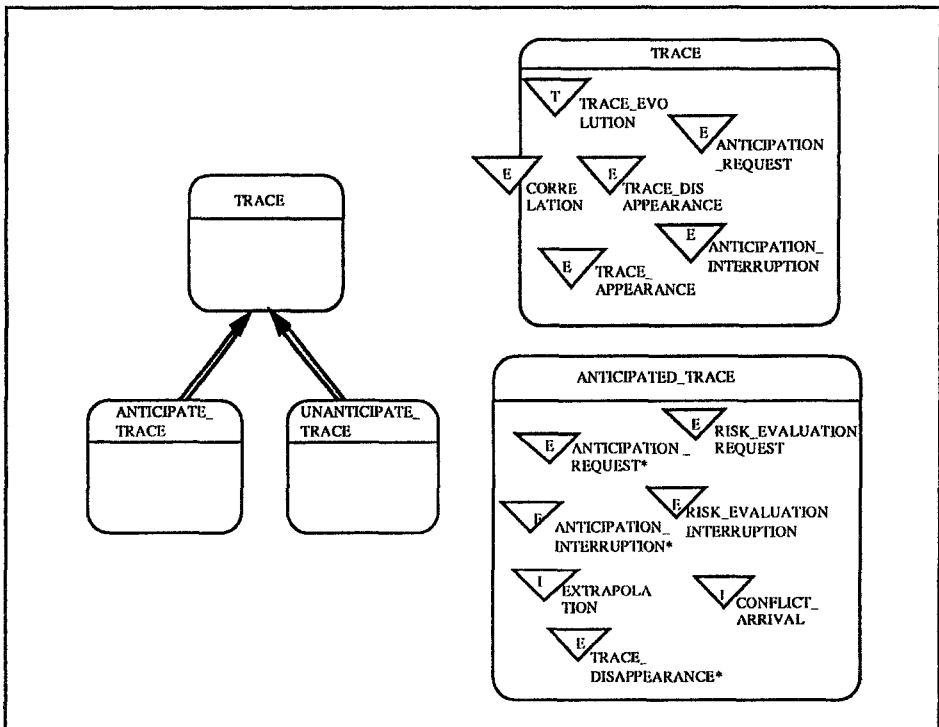 TRACE
ANTICIPATE_
TRACE
UNANTICIPATE_
TRACE
TRACE
T
TRACE_EVO
LUTION
E
ANTICIPATION
_REQUEST
E
CORRE
LATION
E
TRACE_DIS
APPEARANCE
E
ANTICIPATION_
INTERRUPTION
E
TRACE_
APPEARANCE
ANTICIPATED_TRACE
E
RISK_EVALUATION
REQUEST
E
ANTICIPATION_
REQUEST*
E
ANTICIPATION_
INTERRUPTION*
E
RISK_EVALUATION
INTERRUPTION
I
EXTRAPOLA
TION
I
CONFLICT_
ARRIVAL
E
TRACE_
DISAPPEARANCE*